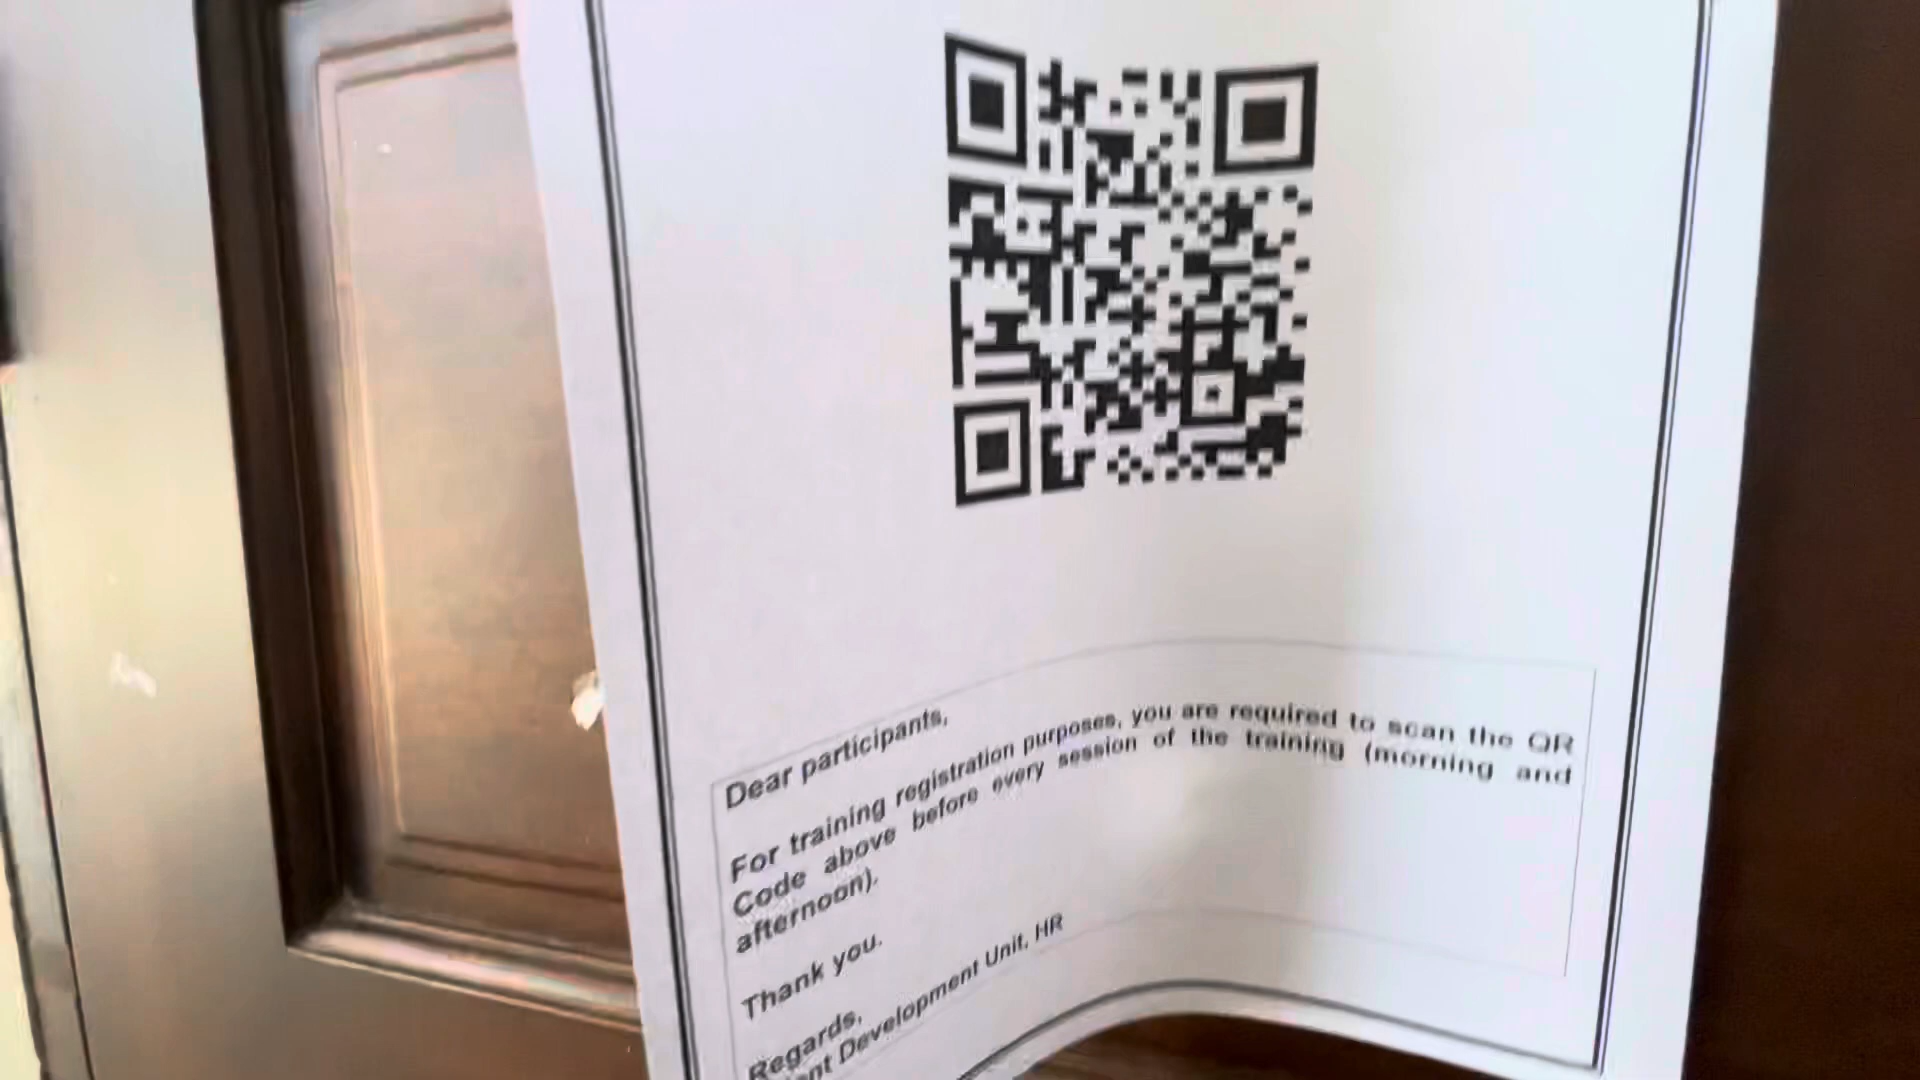 Dear participants,
For training registration purposes, you are required to scan the QR
Code above before every session of the training (morning and
afternoon).
Thank you.
Regards,
Development Unit, HR